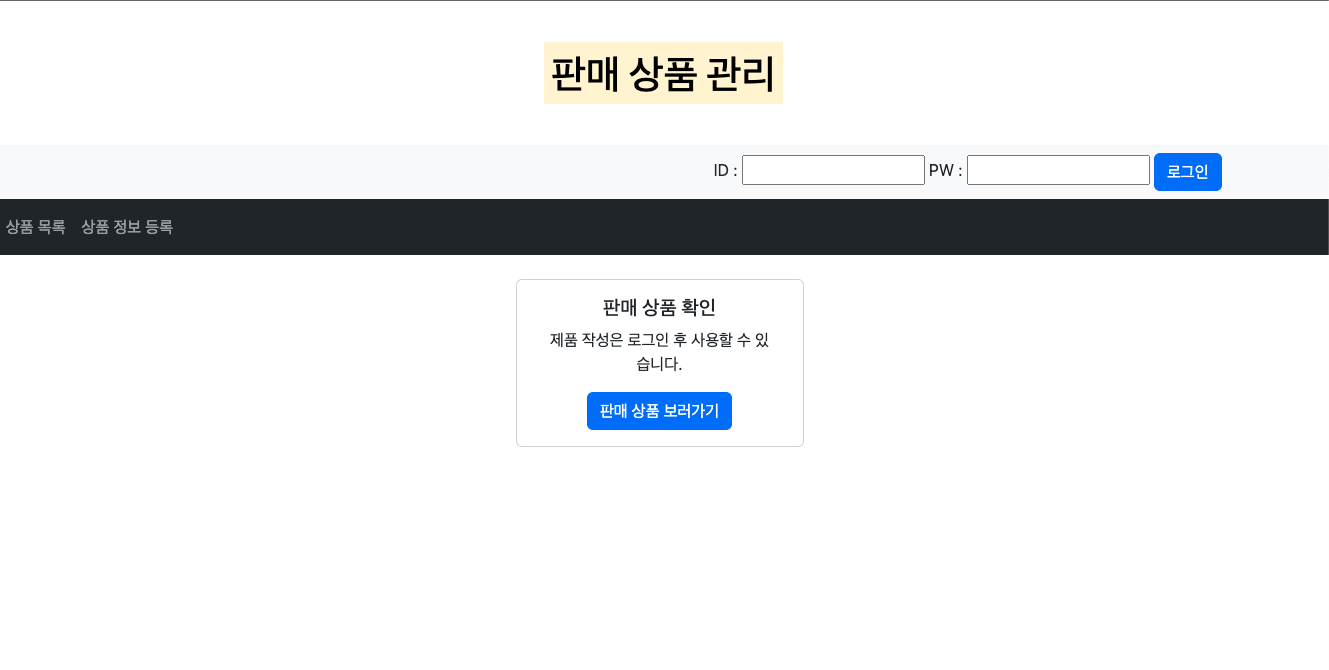 판매 상품 관리
ID : PW : 로그인
상품 목록 상품 정보 등록
판매 상품 확인
제품 작성은 로그인 후 사용할 수 있
습니다.
판매 상품 보러가기